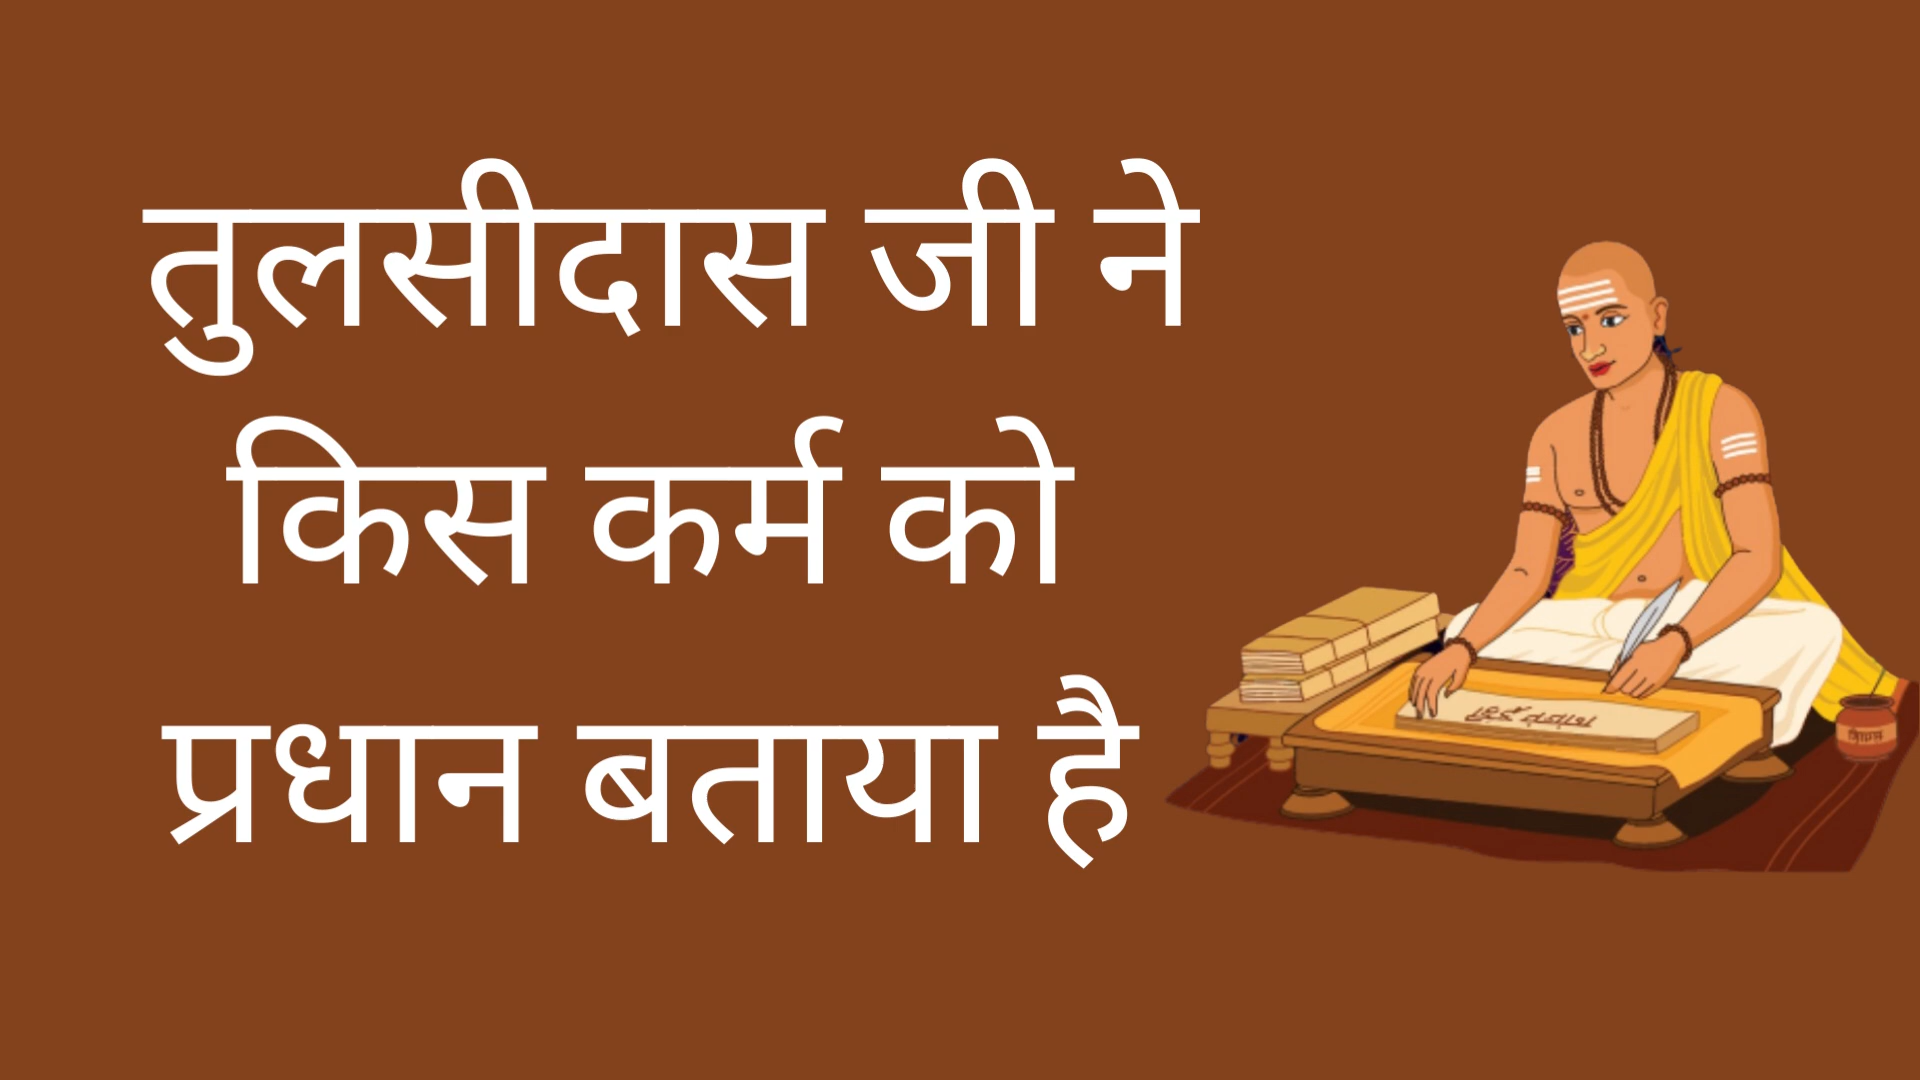 तुलसीदास जी ने
किस कर्म को
प्रधान बताया है